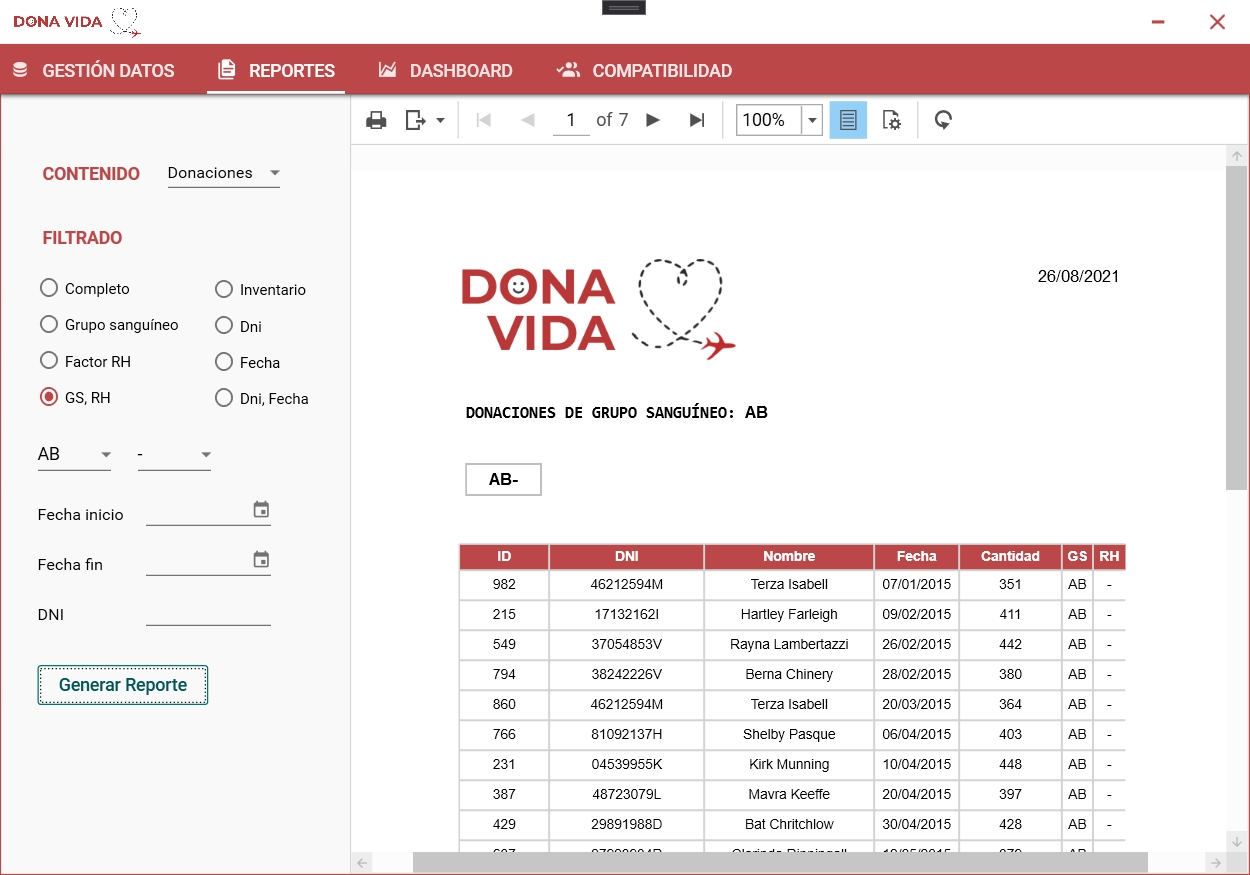 DONA VIDA
GESTIÓN DATOS
REPORTES
DASHBOARD
COMPATIBILIDAD
CONTENIDO Donaciones
FILTRADO
Completo Inventario
Grupo sanguíneo Dni
Factor RH Fecha
GS, RH Dni, Fecha
AB -
Fecha inicio
Fecha fin
DNI
Generar Reporte
1 of 7 100%
DONA
VIDA
26/08/2021
DONACIONES DE GRUPO SANGUÍNEO: AB
AB-
ID DNI Nombre Fecha Cantidad GS RH
982 46212594M Terza Isabell 07/01/2015 351 AB -
215 17132162I Hartley Farleigh 09/02/2015 411 AB -
549 37054853V Rayna Lambertazzi 26/02/2015 442 AB -
794 38242226V Berna Chinery 28/02/2015 380 AB -
860 46212594M Terza Isabell 20/03/2015 364 AB -
766 81092137H Shelby Pasque 06/04/2015 403 AB -
231 04539955K Kirk Munning 10/04/2015 448 AB -
387 48723079L Mavra Keeffe 20/04/2015 397 AB -
429 29891988D Bat Chritchlow 30/04/2015 428 AB -